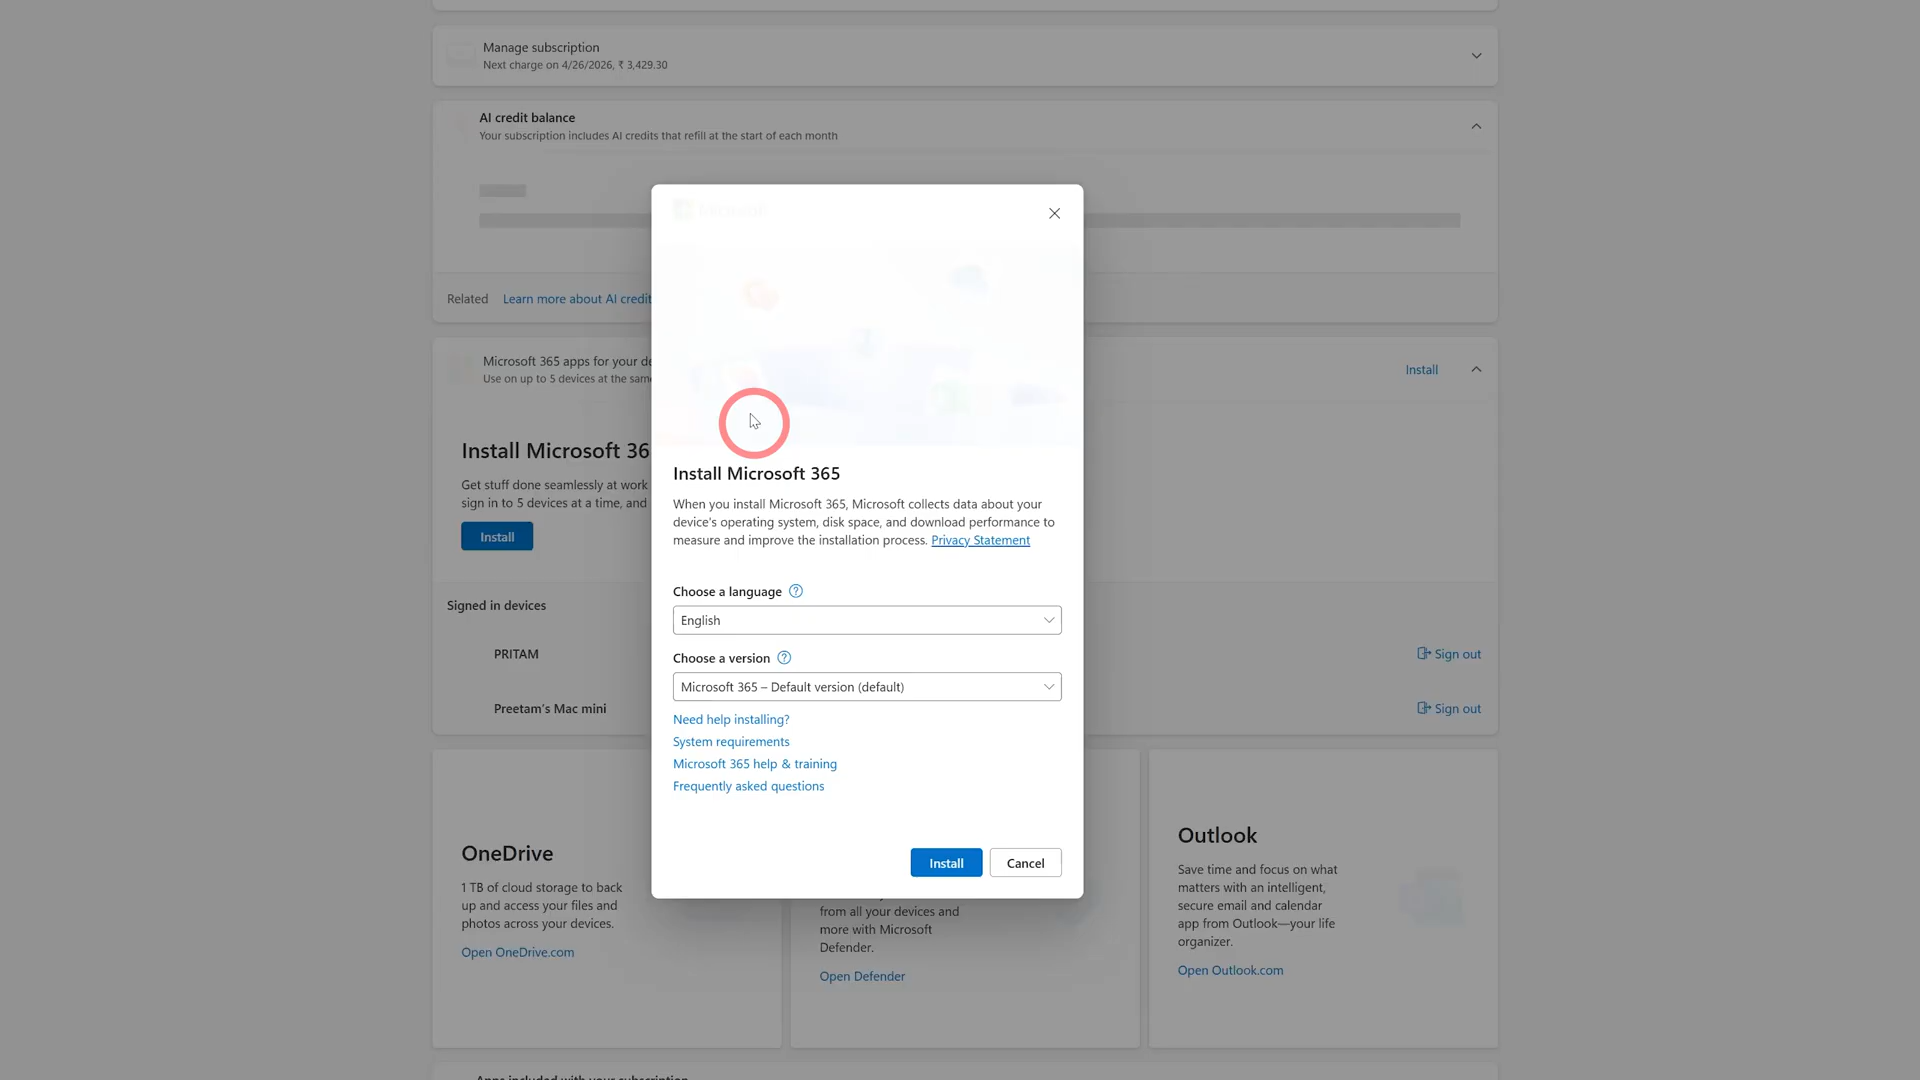 Manage subscription
Next charge on 4/26/2026, ₹ 3,429.30
AI credit balance
Your subscription includes AI credits that refill at the start of each month
Related Learn more about AI credit
Microsoft 365 apps for your de
Use on up to 5 devices at the same
Install
Install Microsoft 36
Get stuff done seamlessly at work
sign in to 5 devices at a time, and
Install
Signed in devices
PRITAM
Sign out
Preetam's Mac mini
Sign out
Microsoft
Install Microsoft 365
When you install Microsoft 365, Microsoft collects data about your
device's operating system, disk space, and download performance to
measure and improve the installation process. Privacy Statement
Choose a language
English
Choose a version
Microsoft 365 – Default version (default)
Need help installing?
System requirements
Microsoft 365 help & training
Frequently asked questions
Install
Cancel
OneDrive
1 TB of cloud storage to back
up and access your files and
photos across your devices.
Open OneDrive.com
from all your devices and
more with Microsoft
Defender.
Open Defender
Outlook
Save time and focus on what
matters with an intelligent,
secure email and calendar
app from Outlook—your life
organizer.
Open Outlook.com
Apps included with your subscription